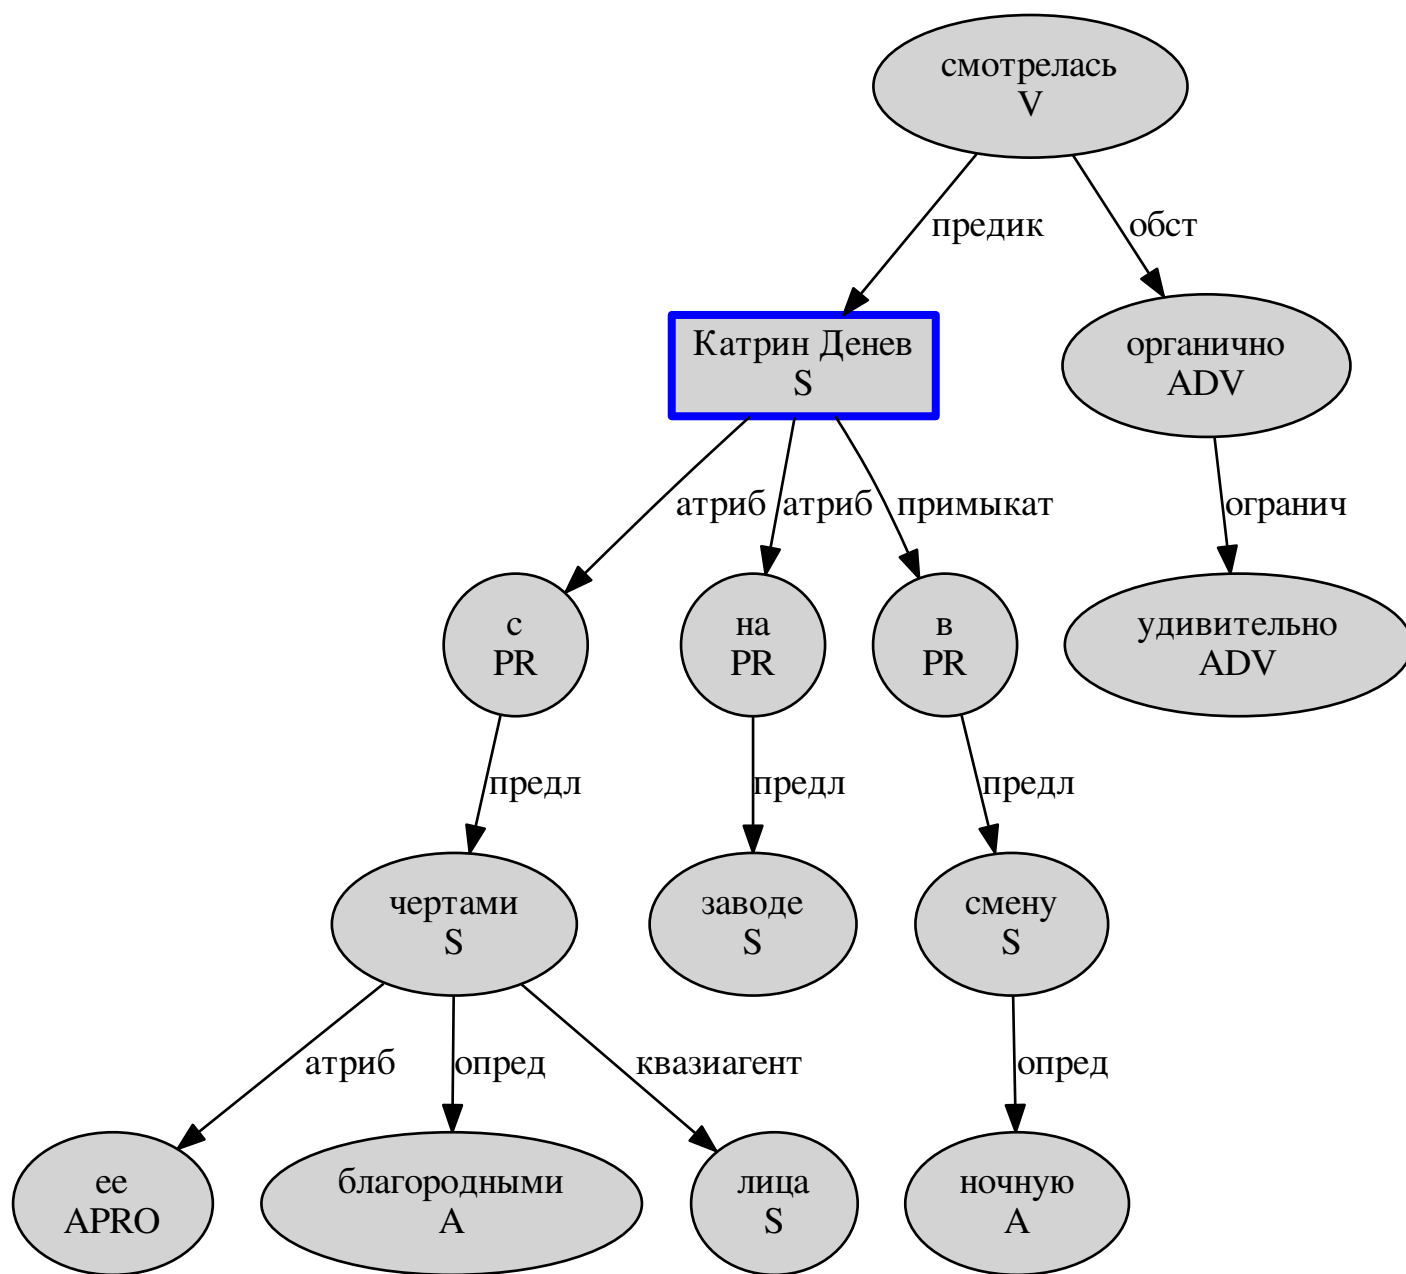 смотрелась
V
предик
обст
Катрин Денев
S
органично
ADV
атриб
атриб
примыкат
огранич
с
PR
на
PR
в
PR
удивительно
ADV
предл
предл
предл
чертами
S
заводе
S
смену
S
атриб
опред
квазиагент
опред
ее
APRO
благородными
A
лица
S
ночную
A